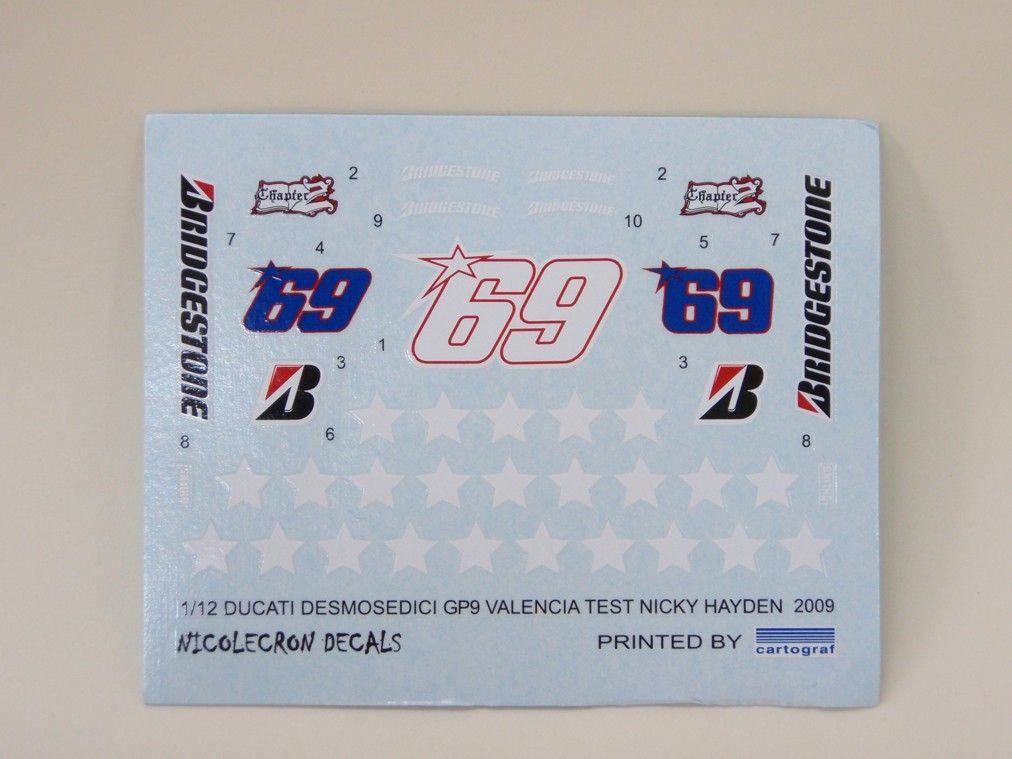 Chapter 2
2
BRIDGESTONE
BRIDGESTONE
2
Chapter 2
BRIDGESTONE
9
BRIDGESTONE
BRIDGESTONE
10
BRIDGESTONE
7
4
5
7
69
69
69
1
3
3
B
B
6
8
8
1/12 DUCATI DESMOSEDICI GP9 VALENCIA TEST NICKY HAYDEN 2009
NICOLECRON DECALS
PRINTED BY cartograf